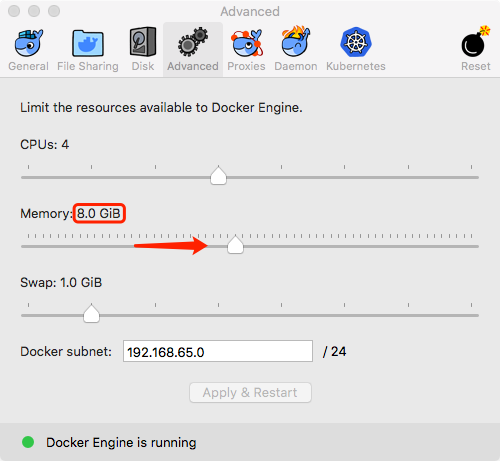 Advanced
General File Sharing Disk Advanced Proxies Daemon Kubernetes Reset
Limit the resources available to Docker Engine.
CPUs: 4
Memory: 8.0 GiB
Swap: 1.0 GiB
Docker subnet: 192.168.65.0 / 24
Apply & Restart
Docker Engine is running